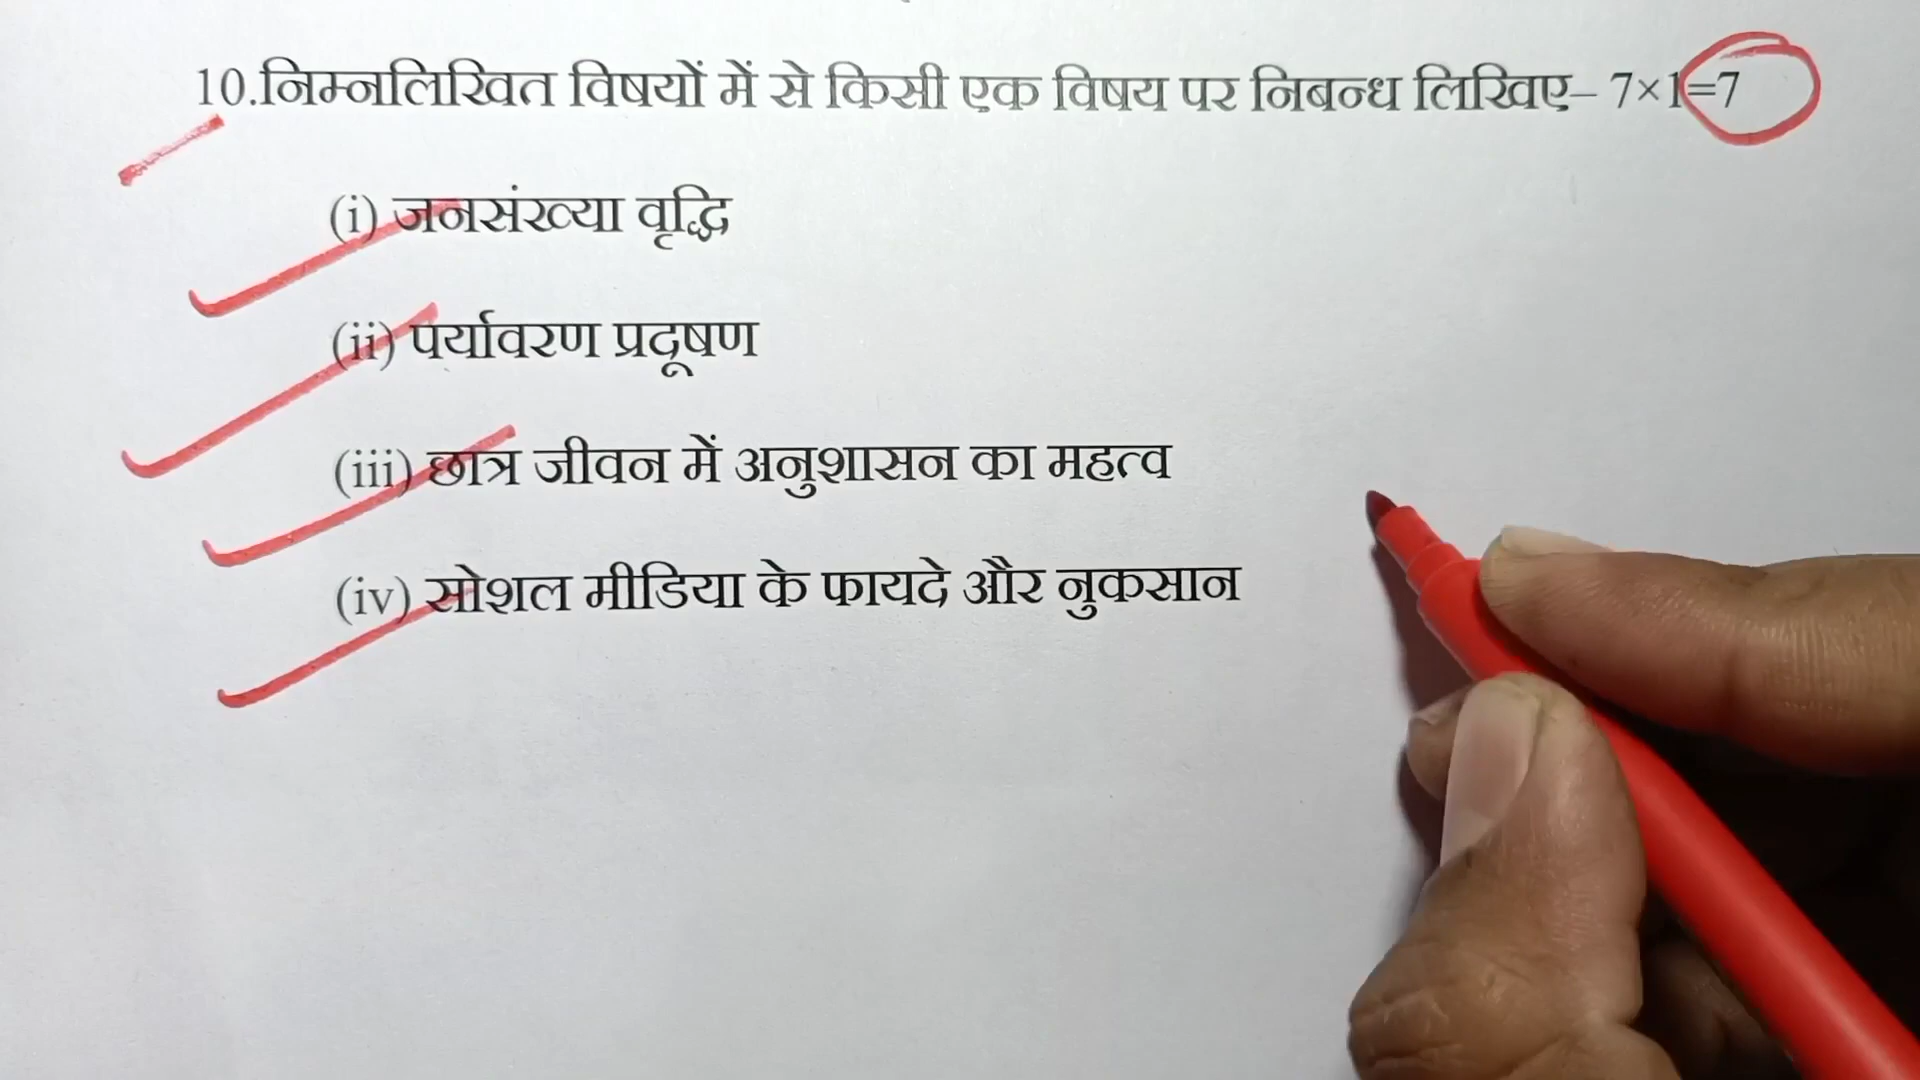 10.निम्नलिखित विषयों में से किसी एक विषय पर निबन्ध लिखिए– 7×1=7
(i) जनसंख्या वृद्धि
(ii) पर्यावरण प्रदूषण
(iii) छात्र जीवन में अनुशासन का महत्व
(iv) सोशल मीडिया के फायदे और नुकसान